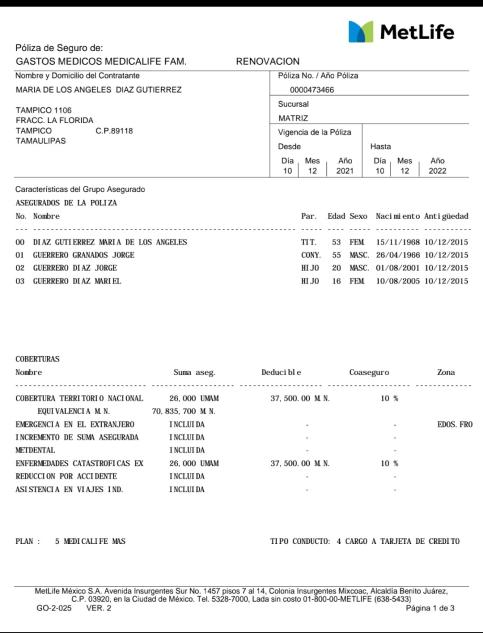 MetLife
Póliza de Seguro de:
GASTOS MEDICOS MEDICALIFE FAM. RENOVACION
Nombre y Domicilio del Contratante
MARIA DE LOS ANGELES DIAZ GUTIERREZ
TAMPICO 1106
FRACC. LA FLORIDA
TAMPICO C.P.89118
TAMAULIPAS
Póliza No. / Año Póliza
0000473466
Sucursal
MATRIZ
Vigencia de la Póliza
Desde Hasta
Día Mes Año Día Mes Año
10 12 2021 10 12 2022
Características del Grupo Asegurado
ASEGURADOS DE LA POLIZA
No. Nombre Par. Edad Sexo Nacimiento Antigüedad
00 DIAZ GUTIERREZ MARIA DE LOS ANGELES TIT. 53 FEM. 15/11/1968 10/12/2015
01 GUERRERO GRANADOS JORGE CONY. 55 MASC. 26/04/1966 10/12/2015
02 GUERRERO DIAZ JORGE HIJO 20 MASC. 01/08/2001 10/12/2015
03 GUERRERO DIAZ MARIEL HIJO 16 FEM. 10/08/2005 10/12/2015
COBERTURAS
Nombre Suma aseg. Deducible Coaseguro Zona
COBERTURA TERRITORIO NACIONAL 26,000 UMAM 37,500.00 M.N. 10 %
EQUIVALENCIA M.N. 70,835,700 M.N.
EMERGENCIA EN EL EXTRANJERO INCLUIDA - - EDOS.FRO
INCREMENTO DE SUMA ASEGURADA INCLUIDA - -
METDENTAL INCLUIDA - -
ENFERMEDADES CATASTROFICAS EX 26,000 UMAM 37,500.00 M.N. 10 %
REDUCCION POR ACCIDENTE INCLUIDA - -
ASISTENCIA EN VIAJES IND. INCLUIDA - -
PLAN : 5 MEDICALIFE MAS TIPO CONDUCTO: 4 CARGO A TARJETA DE CREDITO
MetLife México S.A. Avenida Insurgentes Sur No. 1457 pisos 7 al 14, Colonia Insurgentes Mixcoac, Alcaldía Benito Juárez,
C.P. 03920, en la Ciudad de México. Tel. 5328-7000, Lada sin costo 01-800-00-METLIFE (638-5433)
GO-2-025 VER. 2 Página 1 de 3